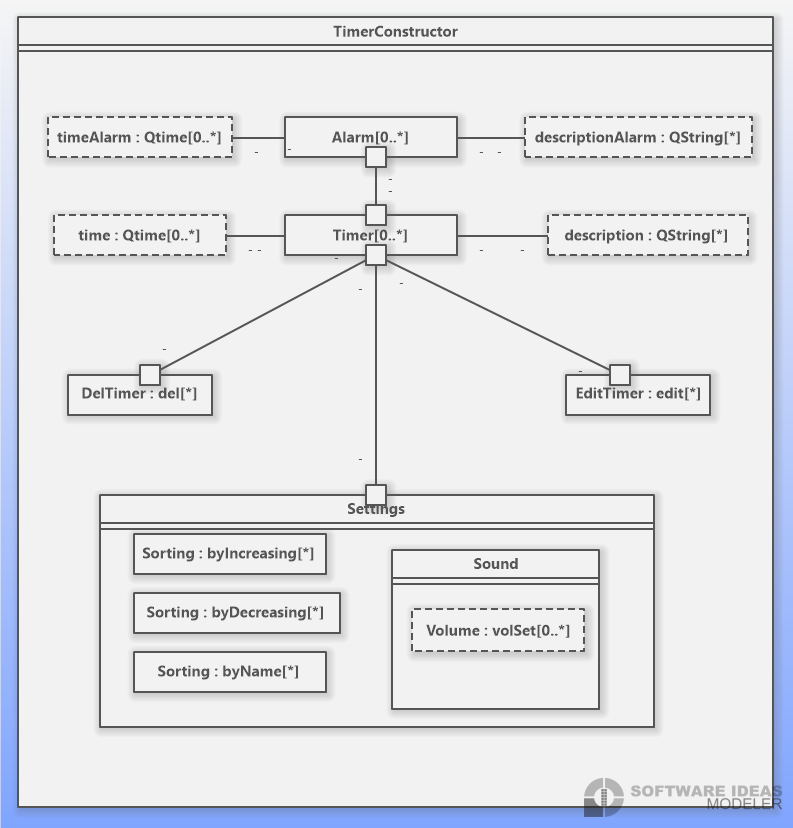 TimerConstructor
timeAlarm : Qtime[0..*]
Alarm[0..*]
descriptionAlarm : QString[*]
time : Qtime[0..*]
Timer[0..*]
description : QString[*]
DelTimer : del[*]
EditTimer : edit[*]
Settings
Sorting : byIncreasing[*]
Sound
Sorting : byDecreasing[*]
Volume : volSet[0..*]
Sorting : byName[*]
SOFTWARE IDEAS
MODELER